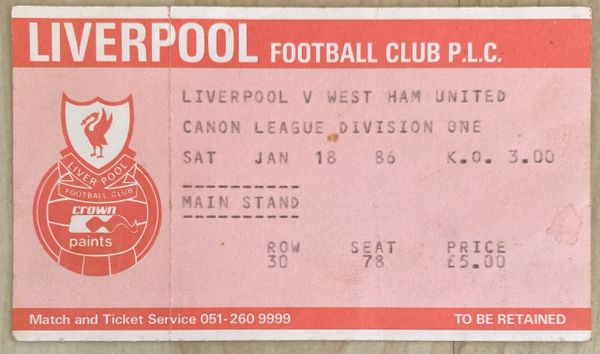 LIVERPOOL FOOTBALL CLUB P.L.C.
LIVERPOOL V WEST HAM UNITED
CANON LEAGUE DIVISION ONE
SAT JAN 18 86 K.O. 3.00
MAIN STAND
ROW SEAT PRICE
30 78 £5.00
LIVERPOOL
FOOTBALL CLUB
crown
paints
Match and Ticket Service 051-260 9999 TO BE RETAINED